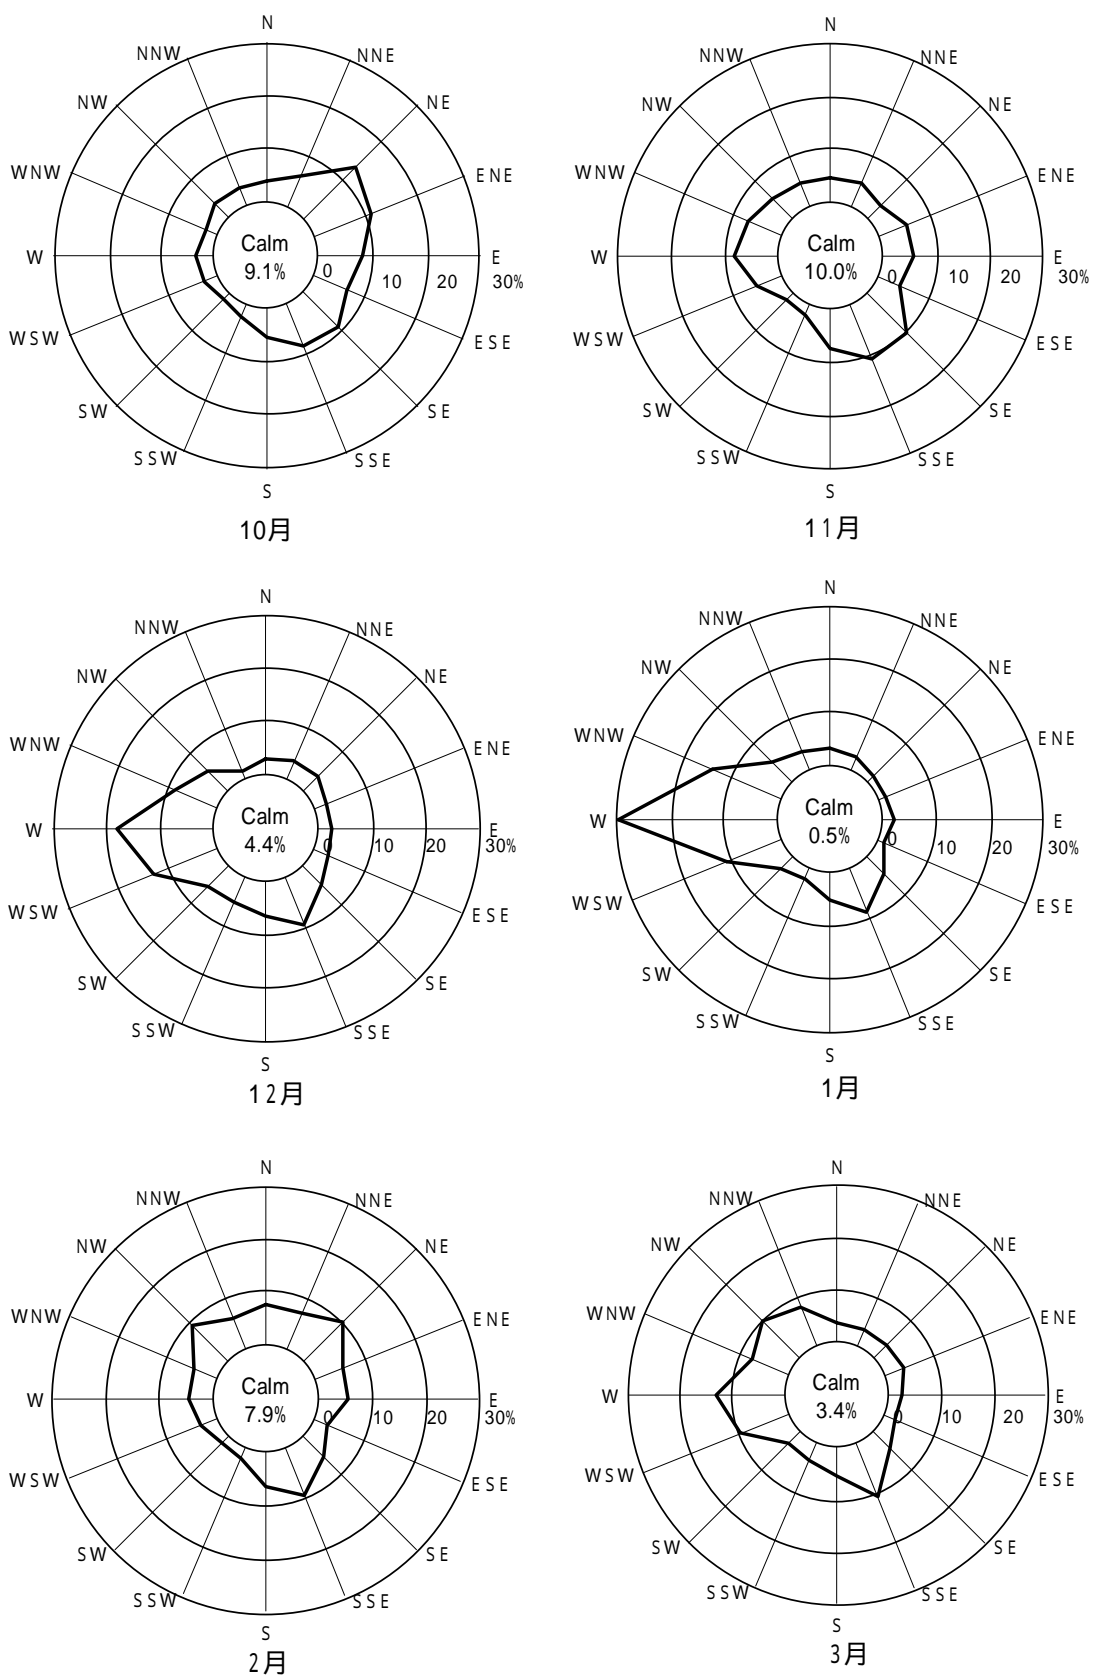 N
NNW NNE
NW NE
WNW ENE
Calm
W 9.1% E
0 10 20 30%
WSW ESE
SW SE
SSW SSE
S
10月
N
NNW NNE
NW NE
WNW ENE
Calm
W 10.0% E
0 10 20 30%
WSW ESE
SW SE
SSW SSE
S
11月
N
NNW NNE
NW NE
WNW ENE
Calm
W 4.4% E
0 10 20 30%
WSW ESE
SW SE
SSW SSE
S
12月
N
NNW NNE
NW NE
WNW ENE
Calm
W 0.5% E
0 10 20 30%
WSW ESE
SW SE
SSW SSE
S
1月
N
NNW NNE
NW NE
WNW ENE
Calm
W 7.9% E
0 10 20 30%
WSW ESE
SW SE
SSW SSE
S
2月
N
NNW NNE
NW NE
WNW ENE
Calm
W 3.4% E
0 10 20 30%
WSW ESE
SW SE
SSW SSE
S
3月